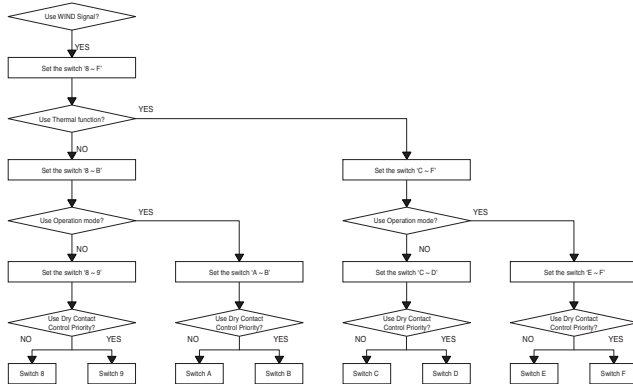 Use WIND Signal?
YES
Set the switch '8 ~ F'
Use Thermal function?
YES
NO
Set the switch '8 ~ B'
Set the switch 'C ~ F'
Use Operation mode?
YES
Use Operation mode?
YES
NO
NO
Set the switch '8 ~ 9'
Set the switch 'A ~ B'
Set the switch 'C ~ D'
Set the switch 'E ~ F'
Use Dry Contact
Control Priority?
Use Dry Contact
Control Priority?
Use Dry Contact
Control Priority?
Use Dry Contact
Control Priority?
NO
YES
NO
YES
NO
YES
NO
YES
Switch 8
Switch 9
Switch A
Switch B
Switch C
Switch D
Switch E
Switch F